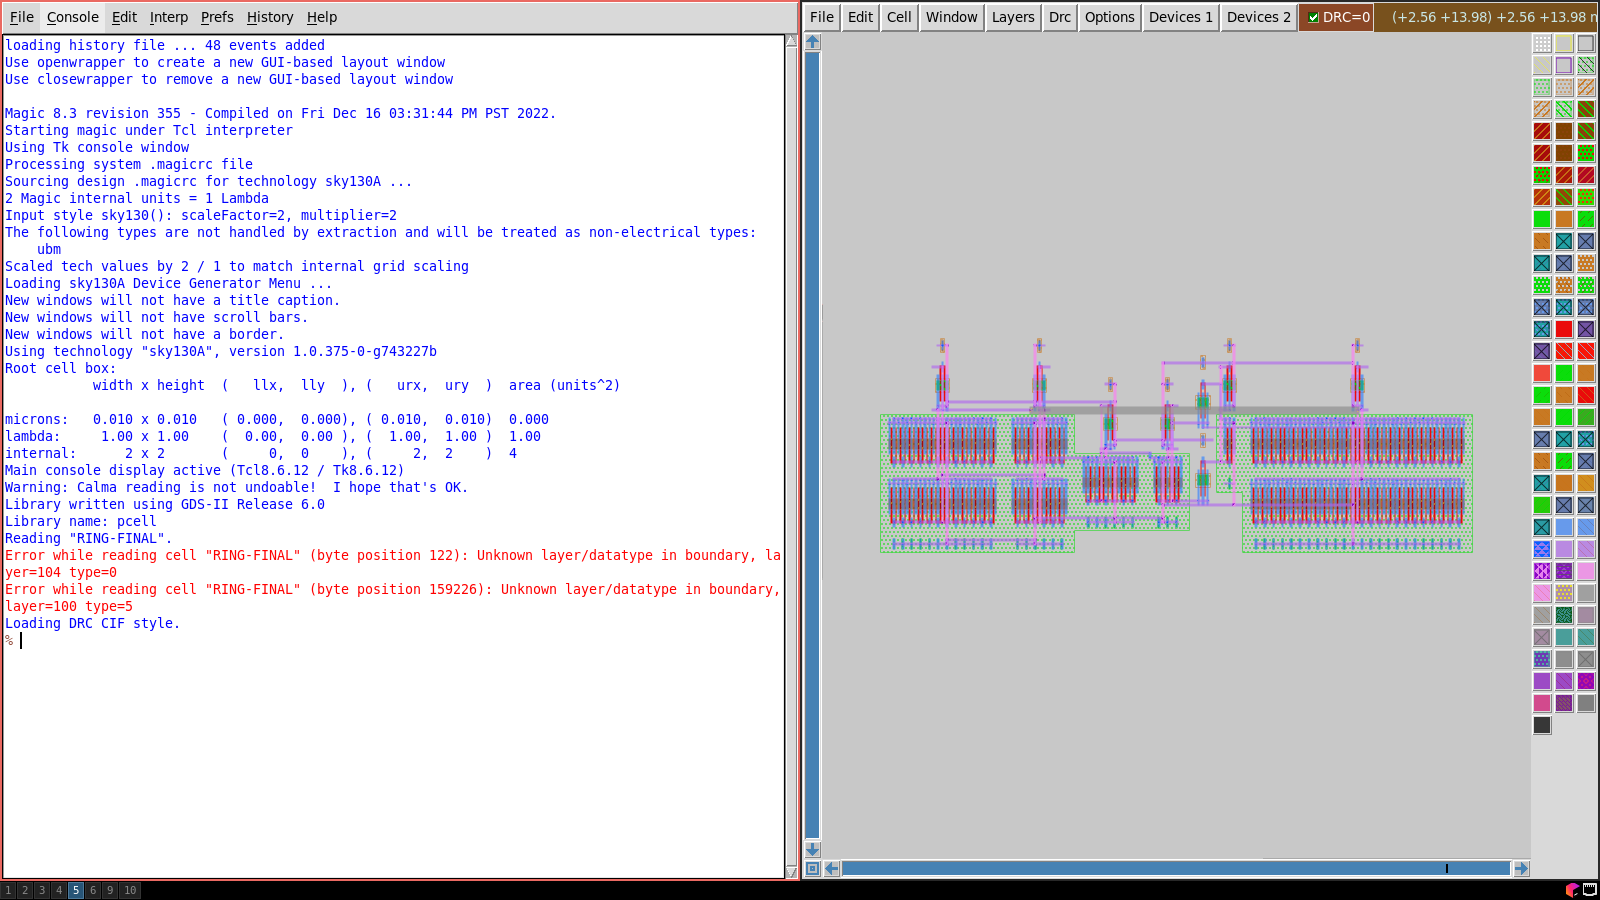 File Console Edit Interp Prefs History Help
loading history file ... 48 events added
Use openwrapper to create a new GUI-based layout window
Use closewrapper to remove a new GUI-based layout window
Magic 8.3 revision 355 - Compiled on Fri Dec 16 03:31:44 PM PST 2022.
Starting magic under Tcl interpreter
Using Tk console window
Processing system .magicrc file
Sourcing design .magicrc for technology sky130A ...
2 Magic internal units = 1 Lambda
Input style sky130(): scaleFactor=2, multiplier=2
The following types are not handled by extraction and will be treated as non-electrical types:
ubm
Scaled tech values by 2 / 1 to match internal grid scaling
Loading sky130A Device Generator Menu ...
New windows will not have a title caption.
New windows will not have scroll bars.
New windows will not have a border.
Using technology "sky130A", version 1.0.375-0-g743227b
Root cell box:
width x height ( llx, lly ), ( urx, ury ) area (units^2)
microns: 0.010 x 0.010 ( 0.000, 0.000), ( 0.010, 0.010) 0.000
lambda: 1.00 x 1.00 ( 0.00, 0.00 ), ( 1.00, 1.00 ) 1.00
internal: 2 x 2 ( 0, 0 ), ( 2, 2 ) 4
Main console display active (Tcl8.6.12 / Tk8.6.12)
Warning: Calma reading is not undoable! I hope that's OK.
Library written using GDS-II Release 6.0
Library name: pcell
Reading "RING-FINAL".
Error while reading cell "RING-FINAL" (byte position 122): Unknown layer/datatype in boundary, la
yer=104 type=0
Error while reading cell "RING-FINAL" (byte position 159226): Unknown layer/datatype in boundary,
layer=100 type=5
Loading DRC CIF style.
%
File Edit Cell Window Layers Drc Options Devices 1 Devices 2 DRC=0 (+2.56 +13.98) +2.56 +13.98 n
1 2 3 4 5 6 9 10